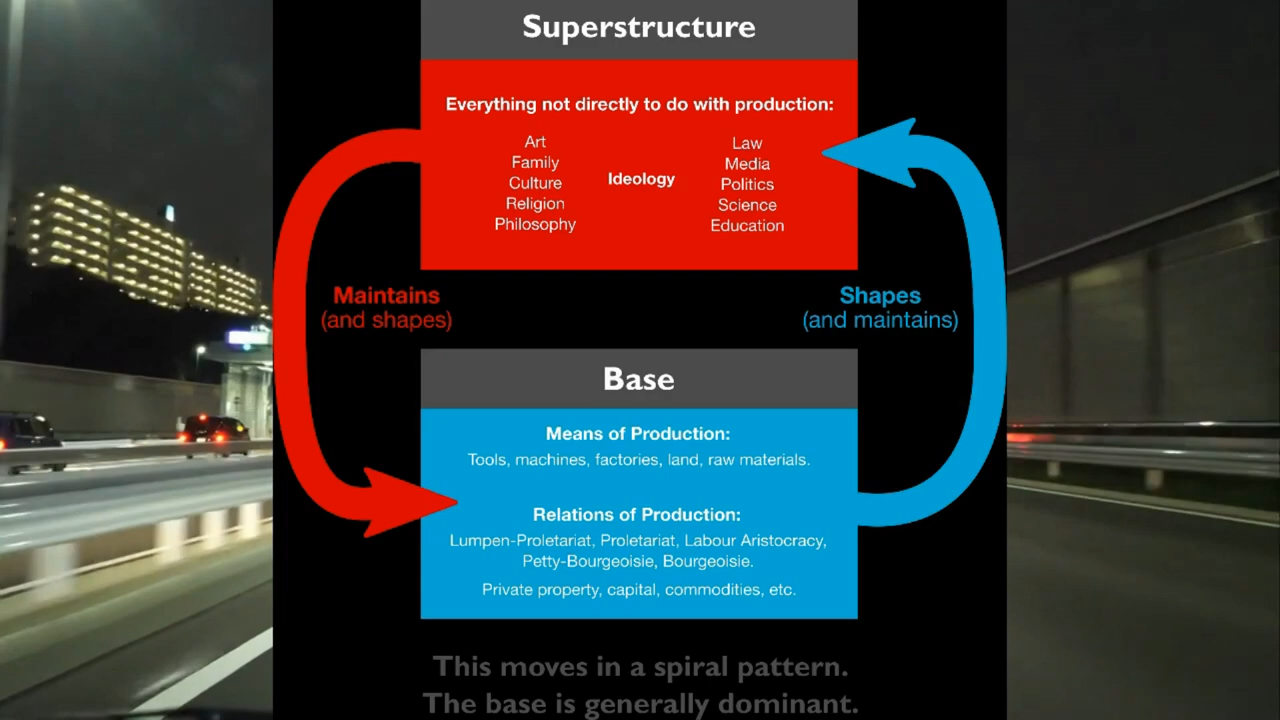 Superstructure
Everything not directly to do with production:
Art
Family
Culture
Religion
Philosophy
Ideology
Law
Media
Politics
Science
Education
Maintains
(and shapes)
Shapes
(and maintains)
Base
Means of Production:
Tools, machines, factories, land, raw materials.
Relations of Production:
Lumpen-Proletariat, Proletariat, Labour Aristocracy,
Petty-Bourgeoisie, Bourgeoisie.
Private property, capital, commodities, etc.
This moves in a spiral pattern.
The base is generally dominant.